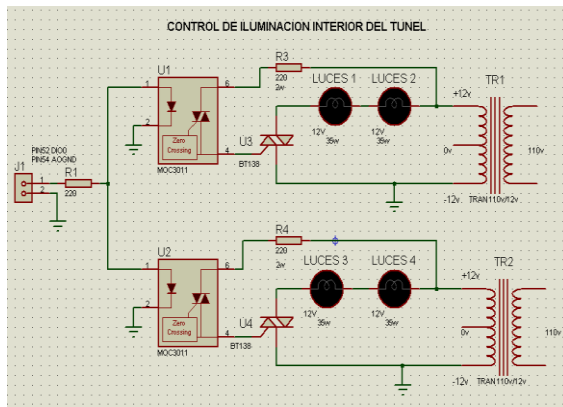 CONTROL DE ILUMINACION INTERIOR DEL TUNEL
U1
1
2
6
4
Zero
Crossing
MOC3011
R3
220
2w
LUCES 1
LUCES 2
12V
35w
12V
35w
U3
BT138
TR1
+12v
0v
-12v
110v
TRAN110v/12v
PIN52 DIO0
PIN54 AOGND
J1
1
2
R1
220
U2
1
2
6
4
Zero
Crossing
MOC3011
R4
220
2w
LUCES 3
LUCES 4
12V
35w
12V
35w
U4
BT138
TR2
+12v
0v
-12v
110v
TRAN110v/12v